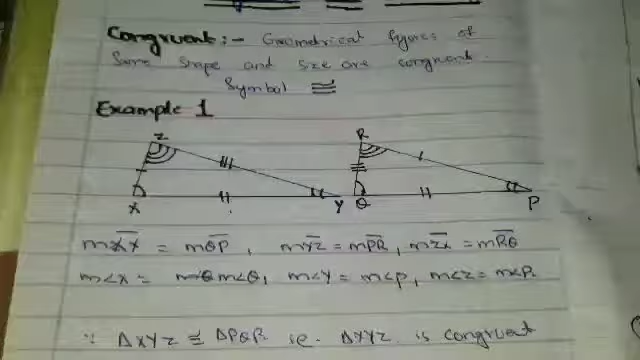 Congruent :- Geometrical figures of
same shape and size are congruent.
Symbol ≅
Example 1
Z R
X Y Q P
mXY = mQP, mYZ = mPR, mZX = mRQ
m<X = m<Q, m<Y = m<P, m<Z = m<R
∵ ΔXYZ ≅ ΔPQR i.e. ΔXYZ is congruent